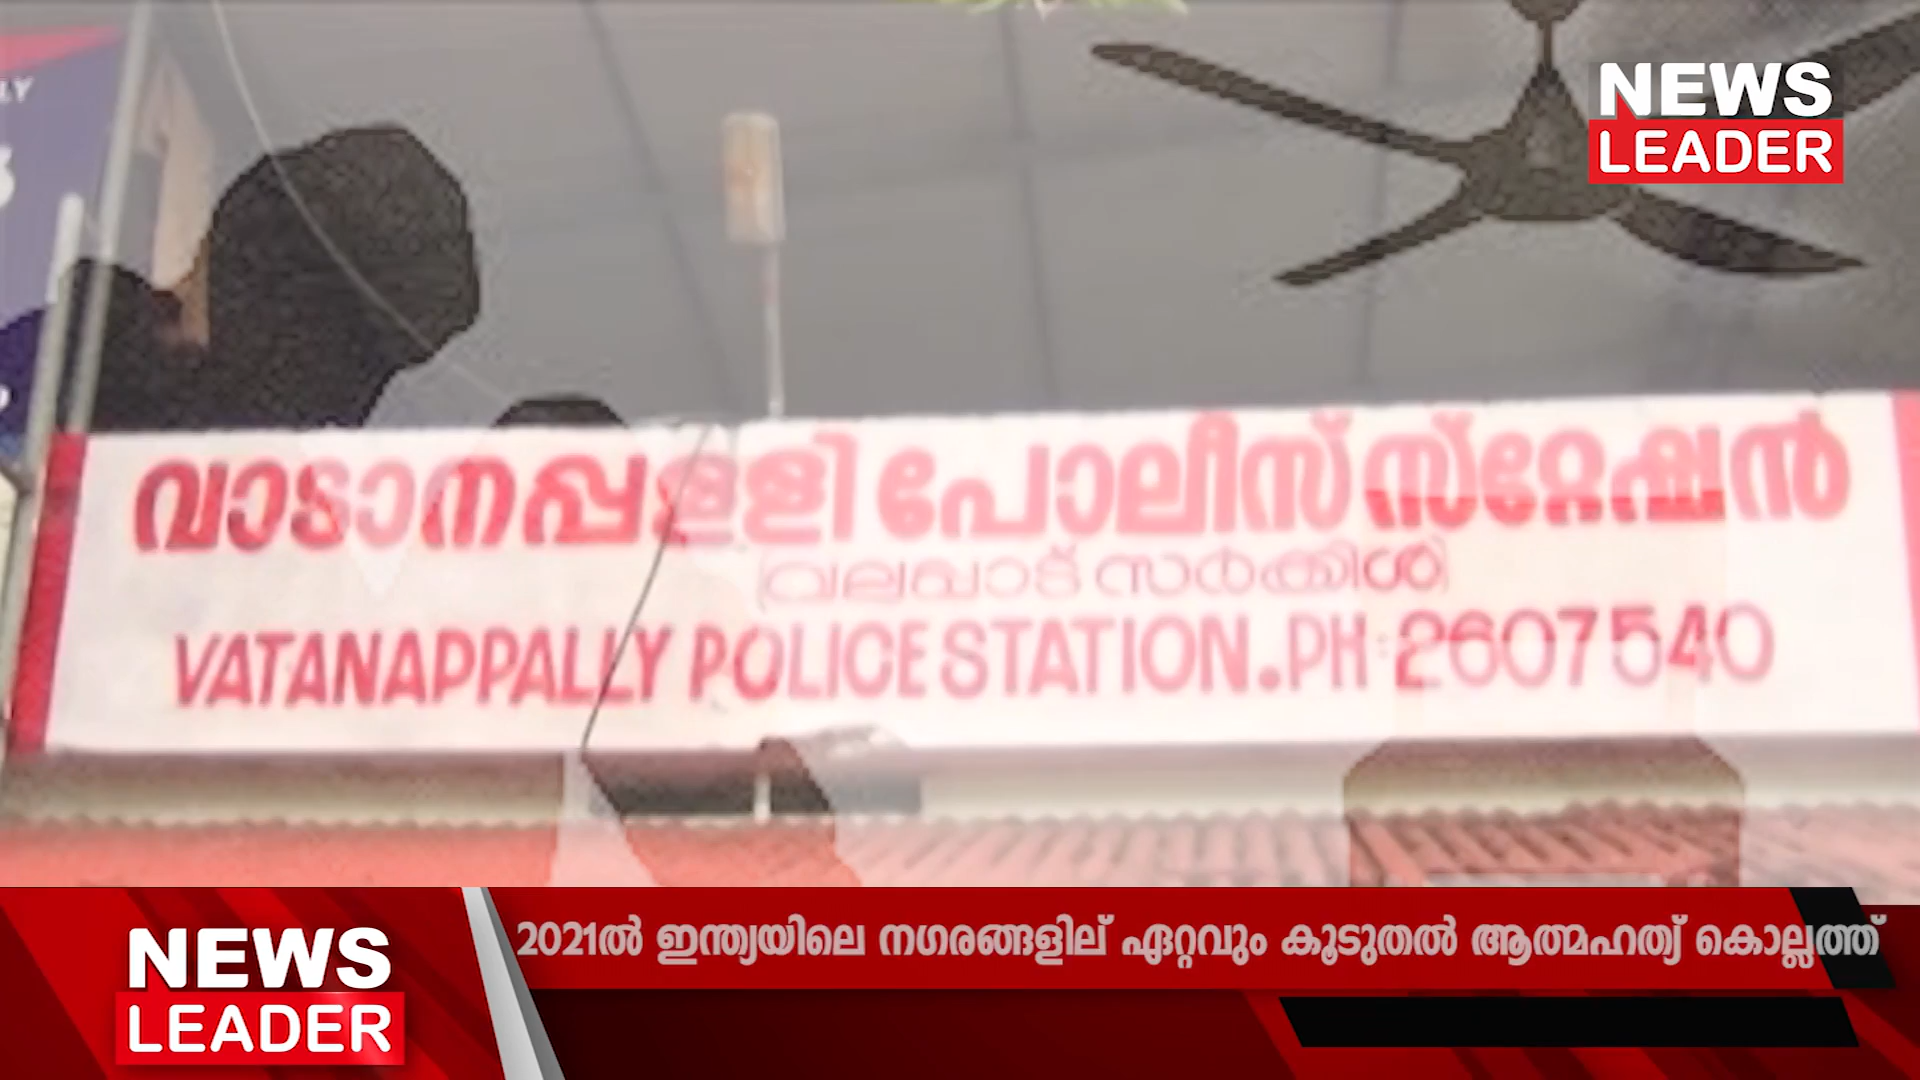 LY
NEWS
LEADER
വാടാനപ്പള്ളി പോലീസ് സ്റ്റേഷൻ
വലപ്പാട് സർക്കിൾ
VATANAPPALLY POLICE STATION.PH:2607540
2021ൽ ഇന്ത്യയിലെ നഗരങ്ങളില് ഏറ്റവും കൂടുതൽ ആത്മഹത്യ് കൊല്ലത്ത്
NEWS
LEADER